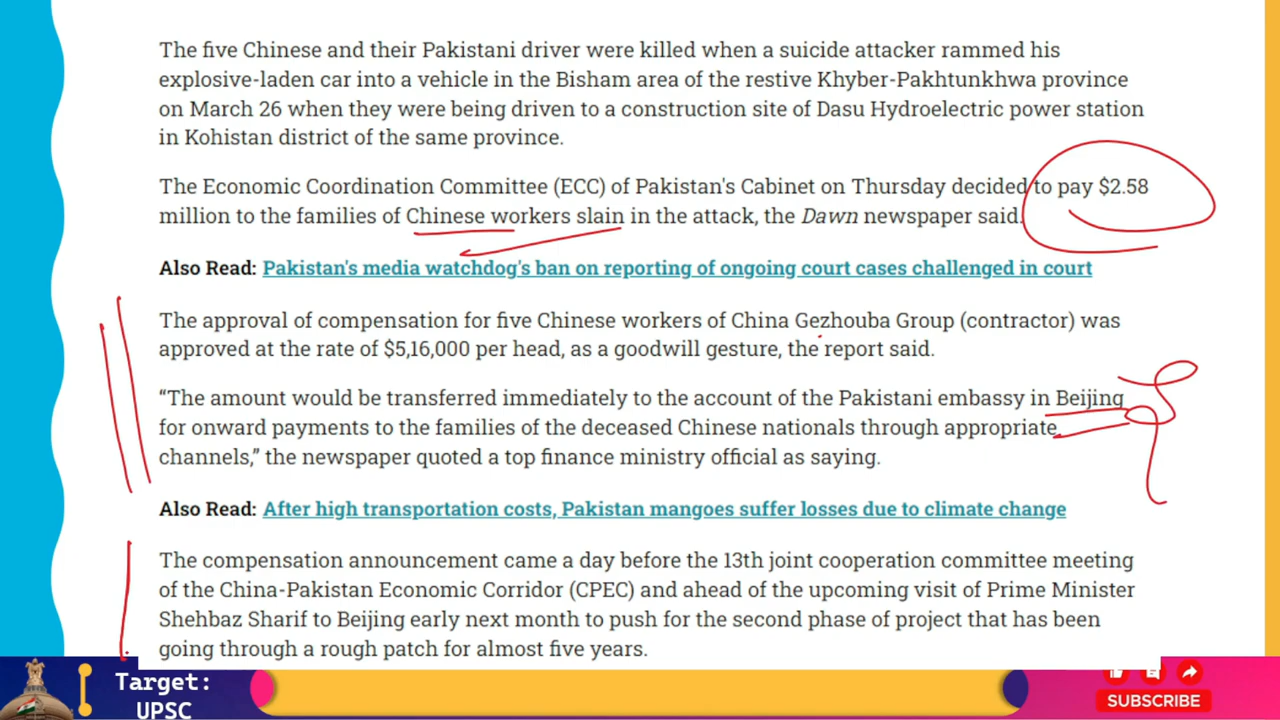 The five Chinese and their Pakistani driver were killed when a suicide attacker rammed his
explosive-laden car into a vehicle in the Bisham area of the restive Khyber-Pakhtunkhwa province
on March 26 when they were being driven to a construction site of Dasu Hydroelectric power station
in Kohistan district of the same province.
The Economic Coordination Committee (ECC) of Pakistan's Cabinet on Thursday decided to pay $2.58
million to the families of Chinese workers slain in the attack, the Dawn newspaper said.
Also Read: Pakistan's media watchdog's ban on reporting of ongoing court cases challenged in court
The approval of compensation for five Chinese workers of China Gezhouba Group (contractor) was
approved at the rate of $5,16,000 per head, as a goodwill gesture, the report said.
“The amount would be transferred immediately to the account of the Pakistani embassy in Beijing
for onward payments to the families of the deceased Chinese nationals through appropriate
channels,” the newspaper quoted a top finance ministry official as saying.
Also Read: After high transportation costs, Pakistan mangoes suffer losses due to climate change
The compensation announcement came a day before the 13th joint cooperation committee meeting
of the China-Pakistan Economic Corridor (CPEC) and ahead of the upcoming visit of Prime Minister
Shehbaz Sharif to Beijing early next month to push for the second phase of project that has been
going through a rough patch for almost five years.
Target:
UPSC
SUBSCRIBE